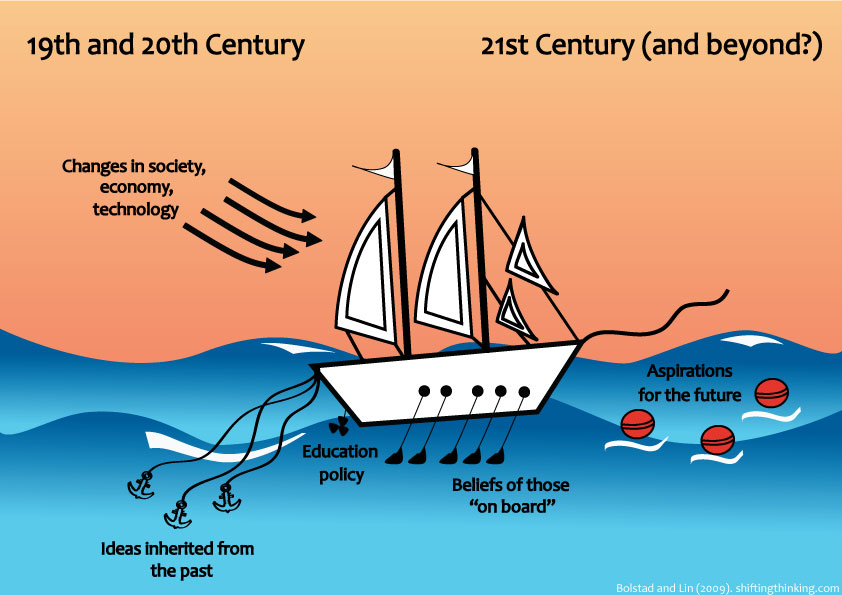 19th and 20th Century
21st Century (and beyond?)
Changes in society,
economy,
technology
Aspirations
for the future
Education
policy
Beliefs of those
“on board”
Ideas inherited from
the past
Bolstad and Lin (2009). shiftingthinking.com